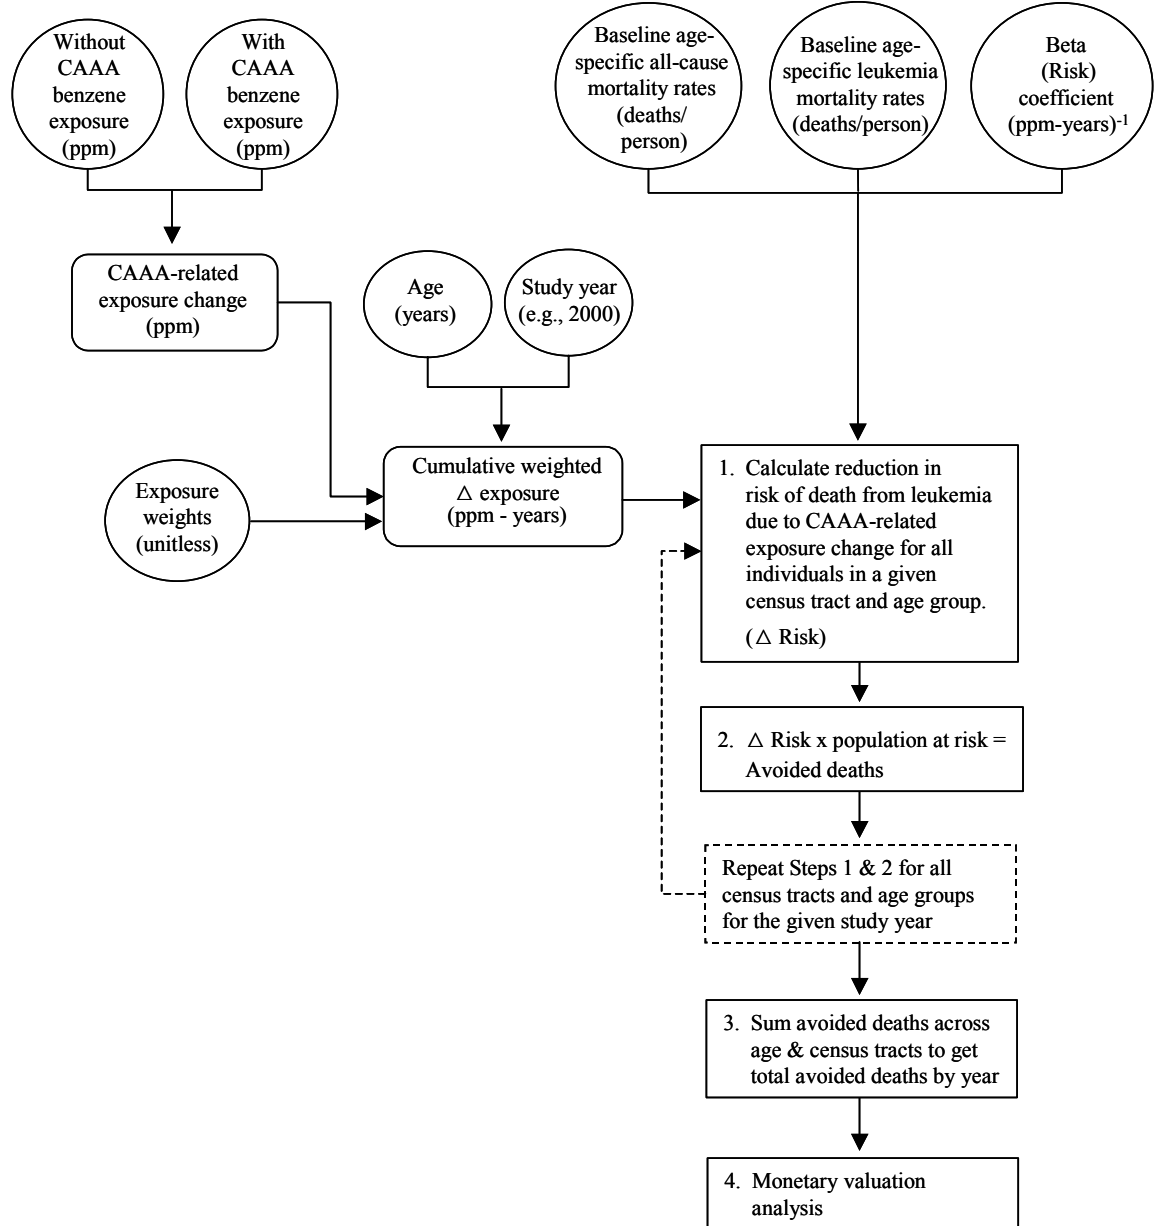 Without
CAAA
benzene
exposure
(ppm)
With
CAAA
benzene
exposure
(ppm)
Baseline age-
specific all-cause
mortality rates
(deaths/
person)
Baseline age-
specific leukemia
mortality rates
(deaths/person)
Beta
(Risk)
coefficient
(ppm-years)⁻¹
CAAA-related
exposure change
(ppm)
Age
(years)
Study year
(e.g., 2000)
Exposure
weights
(unitless)
Cumulative weighted
△ exposure
(ppm - years)
1. Calculate reduction in
risk of death from leukemia
due to CAAA-related
exposure change for all
individuals in a given
census tract and age group.
(△ Risk)
2. △ Risk x population at risk =
Avoided deaths
Repeat Steps 1 & 2 for all
census tracts and age groups
for the given study year
3. Sum avoided deaths across
age & census tracts to get
total avoided deaths by year
4. Monetary valuation
analysis